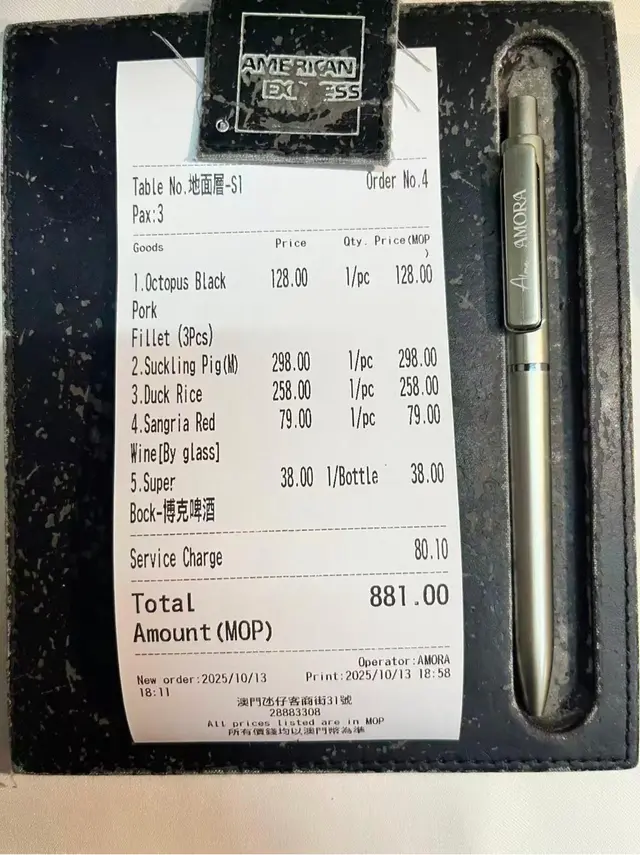 AMERICAN
EX ESS
Table No.地面層-S1 Order No.4
Pax:3
Goods Price Qty. Price(MOP
)
1.Octopus Black 128.00 1/pc 128.00
Pork
Fillet (3Pcs)
2.Suckling Pig(M) 298.00 1/pc 298.00
3.Duck Rice 258.00 1/pc 258.00
4.Sangria Red 79.00 1/pc 79.00
Wine[By glass]
5.Super 38.00 1/Bottle 38.00
Bock-博克啤酒
Service Charge 80.10
Total 881.00
Amount(MOP)
Operator:AMORA
New order:2025/10/13 Print:2025/10/13 18:58
18:11
澳門氹仔客商街31號
28883308
All prices listed are in MOP
所有價錢均以澳門幣為準
AMORA